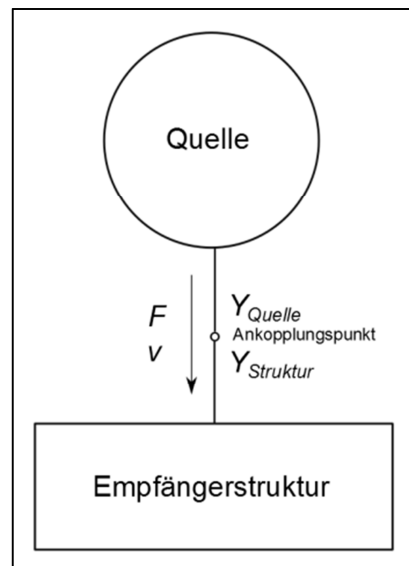 Quelle
F
v
Y_Quelle
Ankopplungspunkt
Y_Struktur
Empfängerstruktur